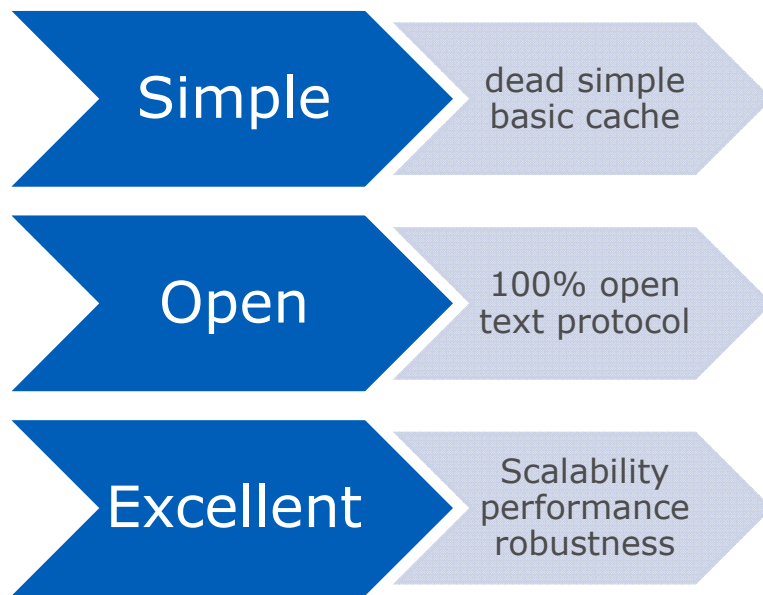 Simple
dead simple
basic cache
Open
100% open
text protocol
Excellent
Scalability
performance
robustness